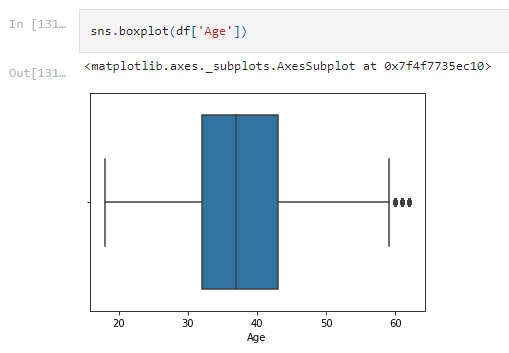 In [131…
sns.boxplot(df['Age'])
Out[131…
<matplotlib.axes._subplots.AxesSubplot at 0x7f4f7735ec10>
20 30 40 50 60
Age